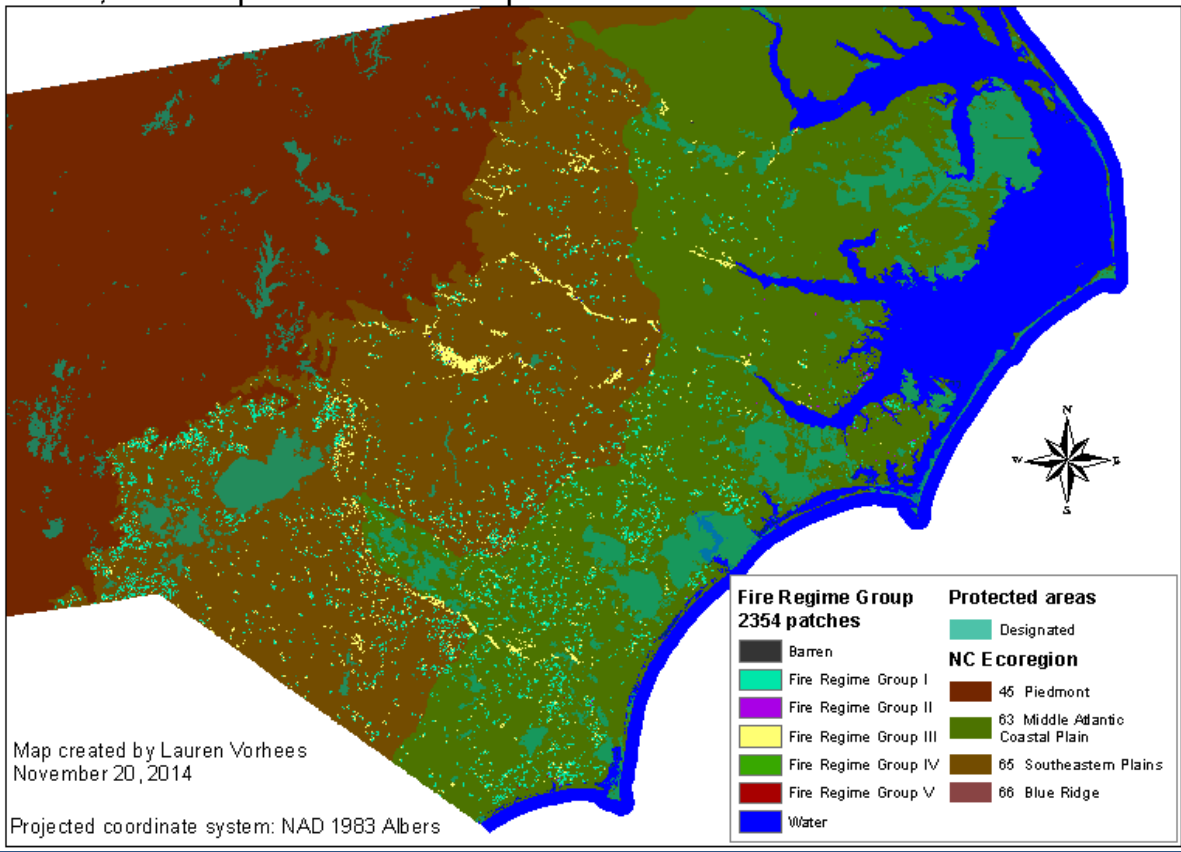 N
W
E
S
Fire Regime Group
2354 patches
Barren
Fire Regime Group I
Fire Regime Group II
Fire Regime Group III
Fire Regime Group IV
Fire Regime Group V
Water
Protected areas
Designated
NC Ecoregion
45 Piedmont
63 Middle Atlantic
Coastal Plain
65 Southeastern Plains
66 Blue Ridge
Map created by Lauren Vorhees
November 20, 2014
Projected coordinate system: NAD 1983 Albers